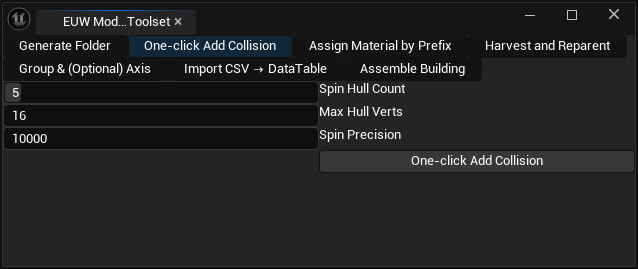 EUW Mod...Toolset
Generate Folder One-click Add Collision Assign Material by Prefix Harvest and Reparent
Group & (Optional) Axis Import CSV → DataTable Assemble Building
5 Spin Hull Count
16 Max Hull Verts
10000 Spin Precision
One-click Add Collision